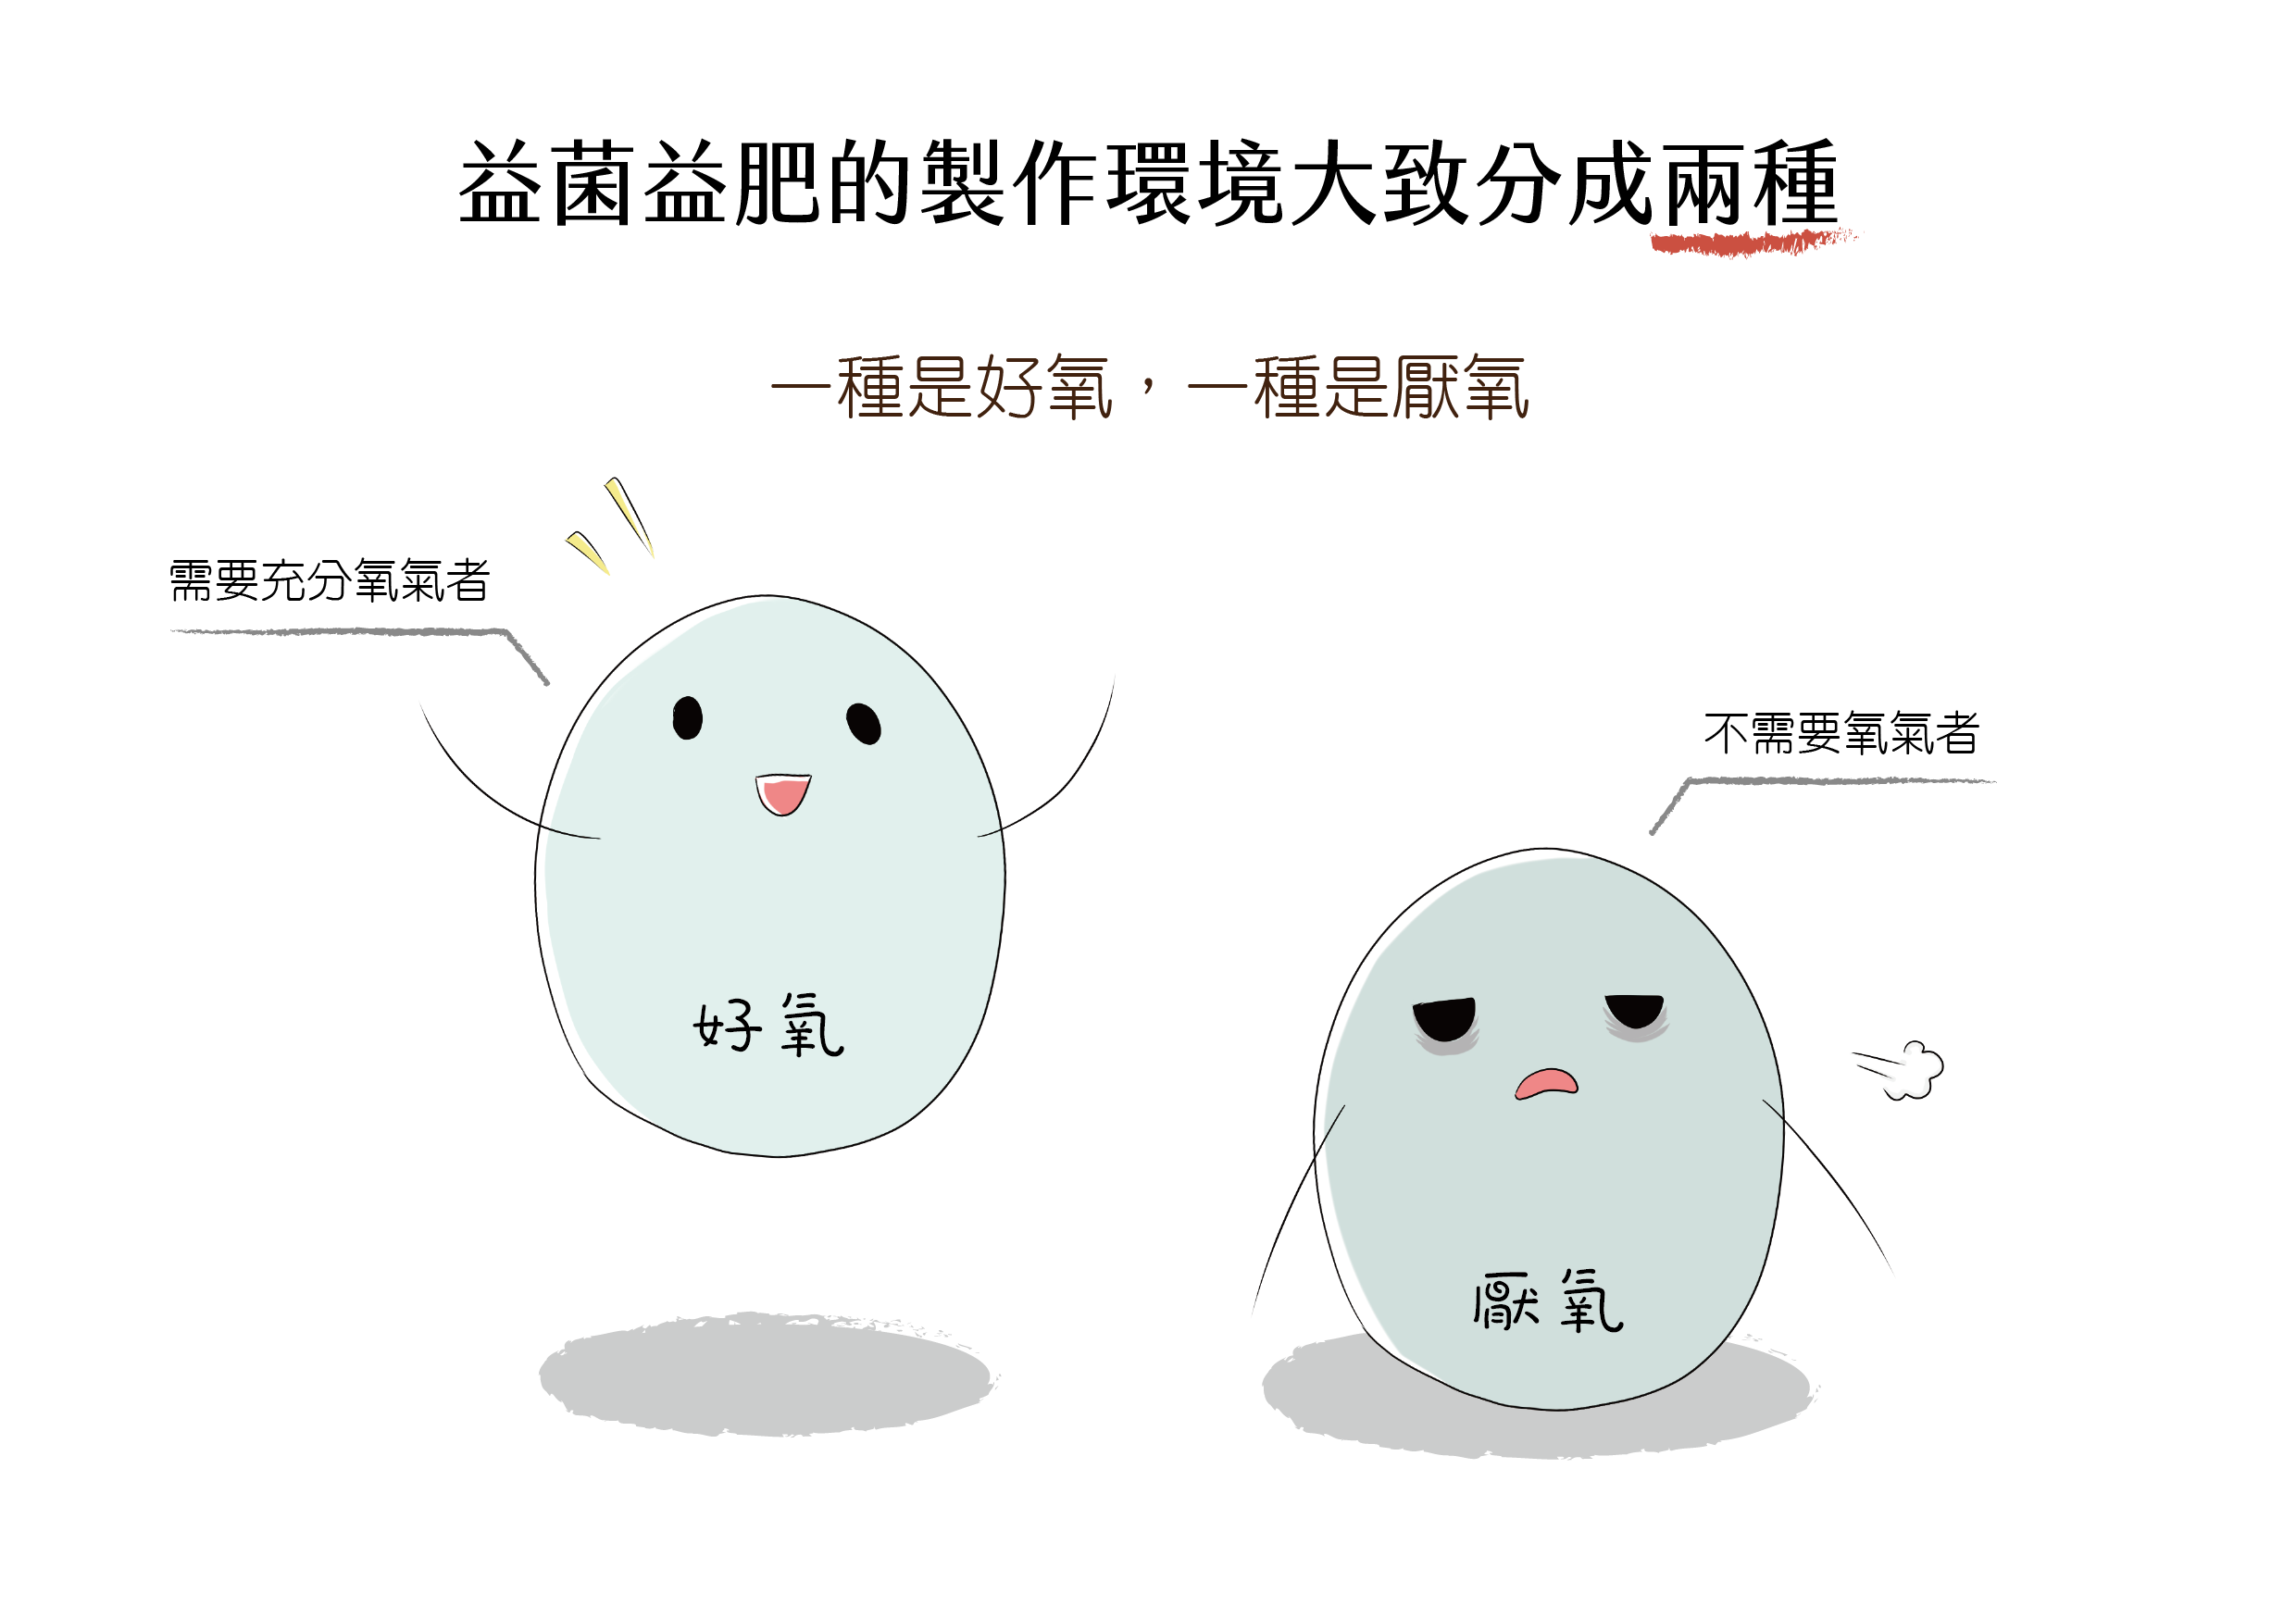 益菌益肥的製作環境大致分成兩種
一種是好氧，一種是厭氧
需要充分氧氣者
不需要氧氣者
好氧
厭氧